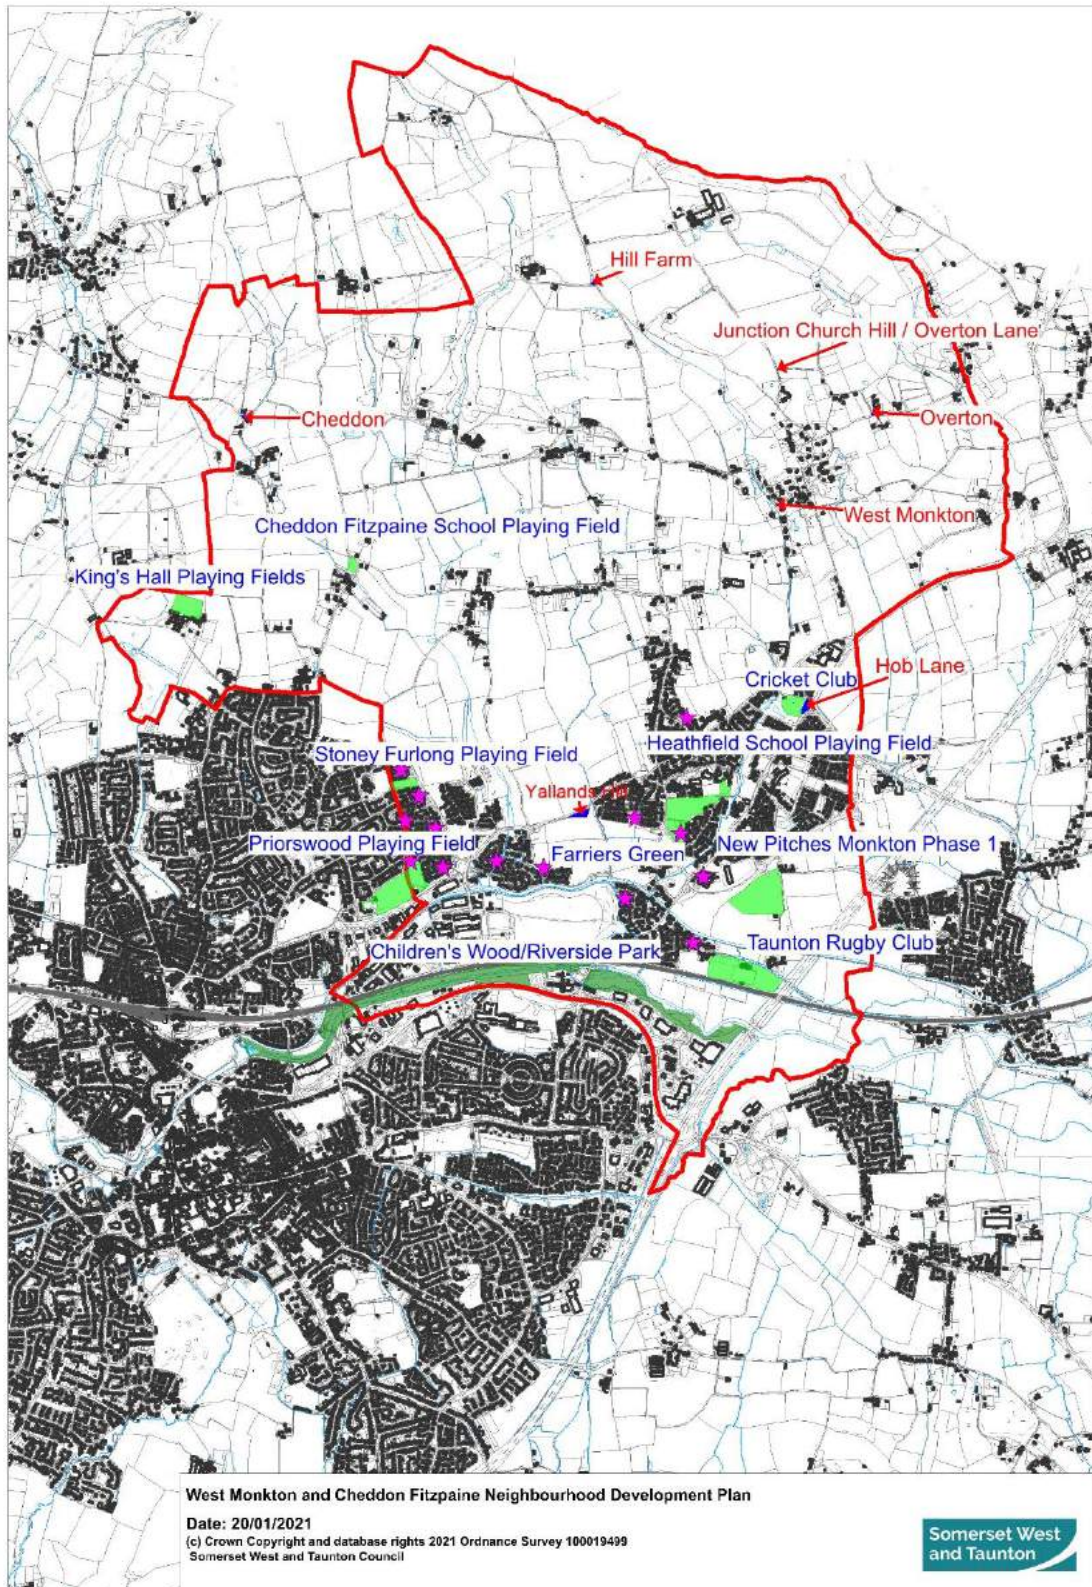 Hill Farm
Junction Church Hill / Overton Lane
Cheddon
Overton
West Monkton
Cheddon Fitzpaine School Playing Field
King's Hall Playing Fields
Cricket Club
Hob Lane
Stoney Furlong Playing Field
Heathfield School Playing Field
Yallands Hill
Priorswood Playing Field
Farriers Green
New Pitches Monkton Phase 1
Children's Wood/Riverside Park
Taunton Rugby Club
West Monkton and Cheddon Fitzpaine Neighbourhood Development Plan
Date: 20/01/2021
(c) Crown Copyright and database rights 2021 Ordnance Survey 100019499
Somerset West and Taunton Council
Somerset West
and Taunton